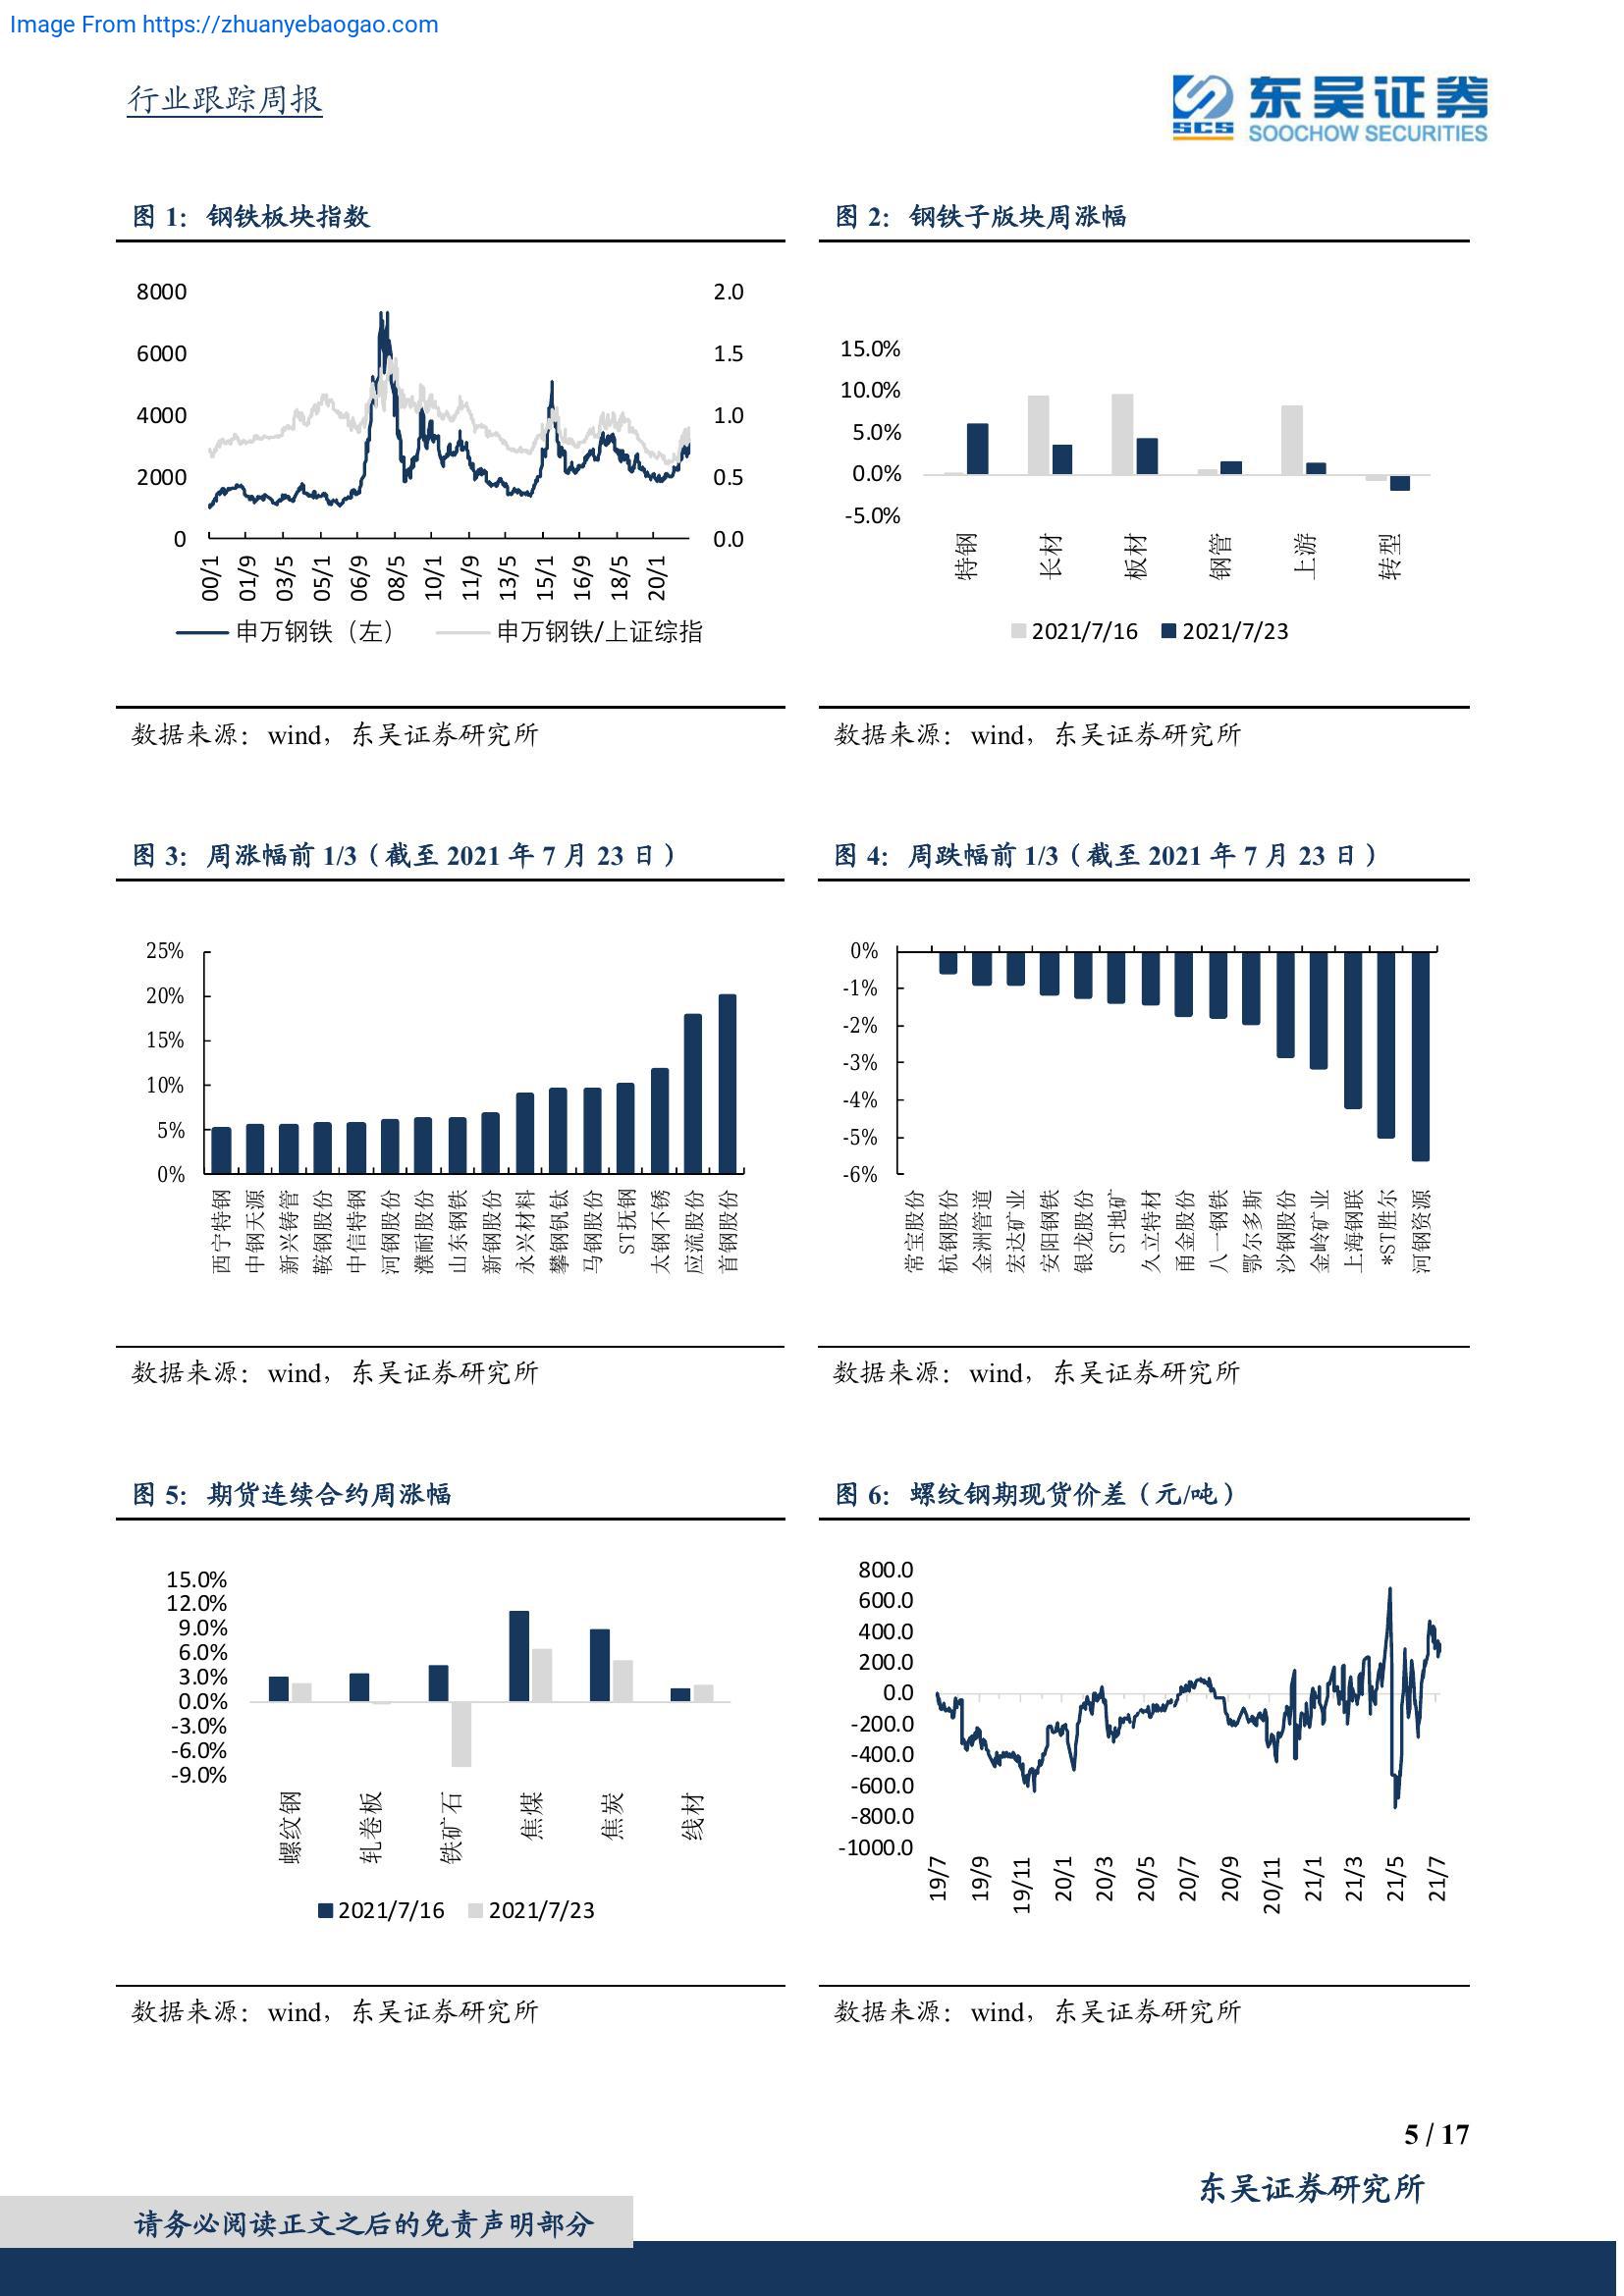 Image From https://zhuanyebaogao.com
行业跟踪周报
SCS 东吴证券
SOOCHOW SECURITIES
图 1：钢铁板块指数
8000
6000
4000
2000
0
2.0
1.5
1.0
0.5
0.0
00/1 01/9 03/5 05/1 06/9 08/5 10/1 11/9 13/5 15/1 16/9 18/5 20/1
申万钢铁（左） 申万钢铁/上证综指
数据来源：wind，东吴证券研究所
图 2：钢铁子版块周涨幅
15.0%
10.0%
5.0%
0.0%
-5.0%
特钢 长材 板材 钢管 上游 转型
2021/7/16 2021/7/23
数据来源：wind，东吴证券研究所
图 3：周涨幅前 1/3（截至 2021 年 7 月 23 日）
25%
20%
15%
10%
5%
0%
西宁特钢 中钢天源 新兴铸管 鞍钢股份 中信特钢 河钢股份 濮耐股份 山东钢铁 新钢股份 永兴材料 攀钢钒钛 马钢股份 ST抚钢 太钢不锈 应流股份 首钢股份
数据来源：wind，东吴证券研究所
图 4：周跌幅前 1/3（截至 2021 年 7 月 23 日）
0%
-1%
-2%
-3%
-4%
-5%
-6%
常宝股份 杭钢股份 金洲管道 宏达矿业 安阳钢铁 银龙股份 ST地矿 久立特材 甬金股份 八一钢铁 鄂尔多斯 沙钢股份 金岭矿业 上海钢联 *ST胜尔 河钢资源
数据来源：wind，东吴证券研究所
图 5：期货连续合约周涨幅
15.0%
12.0%
9.0%
6.0%
3.0%
0.0%
-3.0%
-6.0%
-9.0%
螺纹钢 轧卷板 铁矿石 焦煤 焦炭 线材
2021/7/16 2021/7/23
数据来源：wind，东吴证券研究所
图 6：螺纹钢期现货价差（元/吨）
800.0
600.0
400.0
200.0
0.0
-200.0
-400.0
-600.0
-800.0
-1000.0
19/7 19/9 19/11 20/1 20/3 20/5 20/7 20/9 20/11 21/1 21/3 21/5 21/7
数据来源：wind，东吴证券研究所
5 / 17
东吴证券研究所
请务必阅读正文之后的免责声明部分